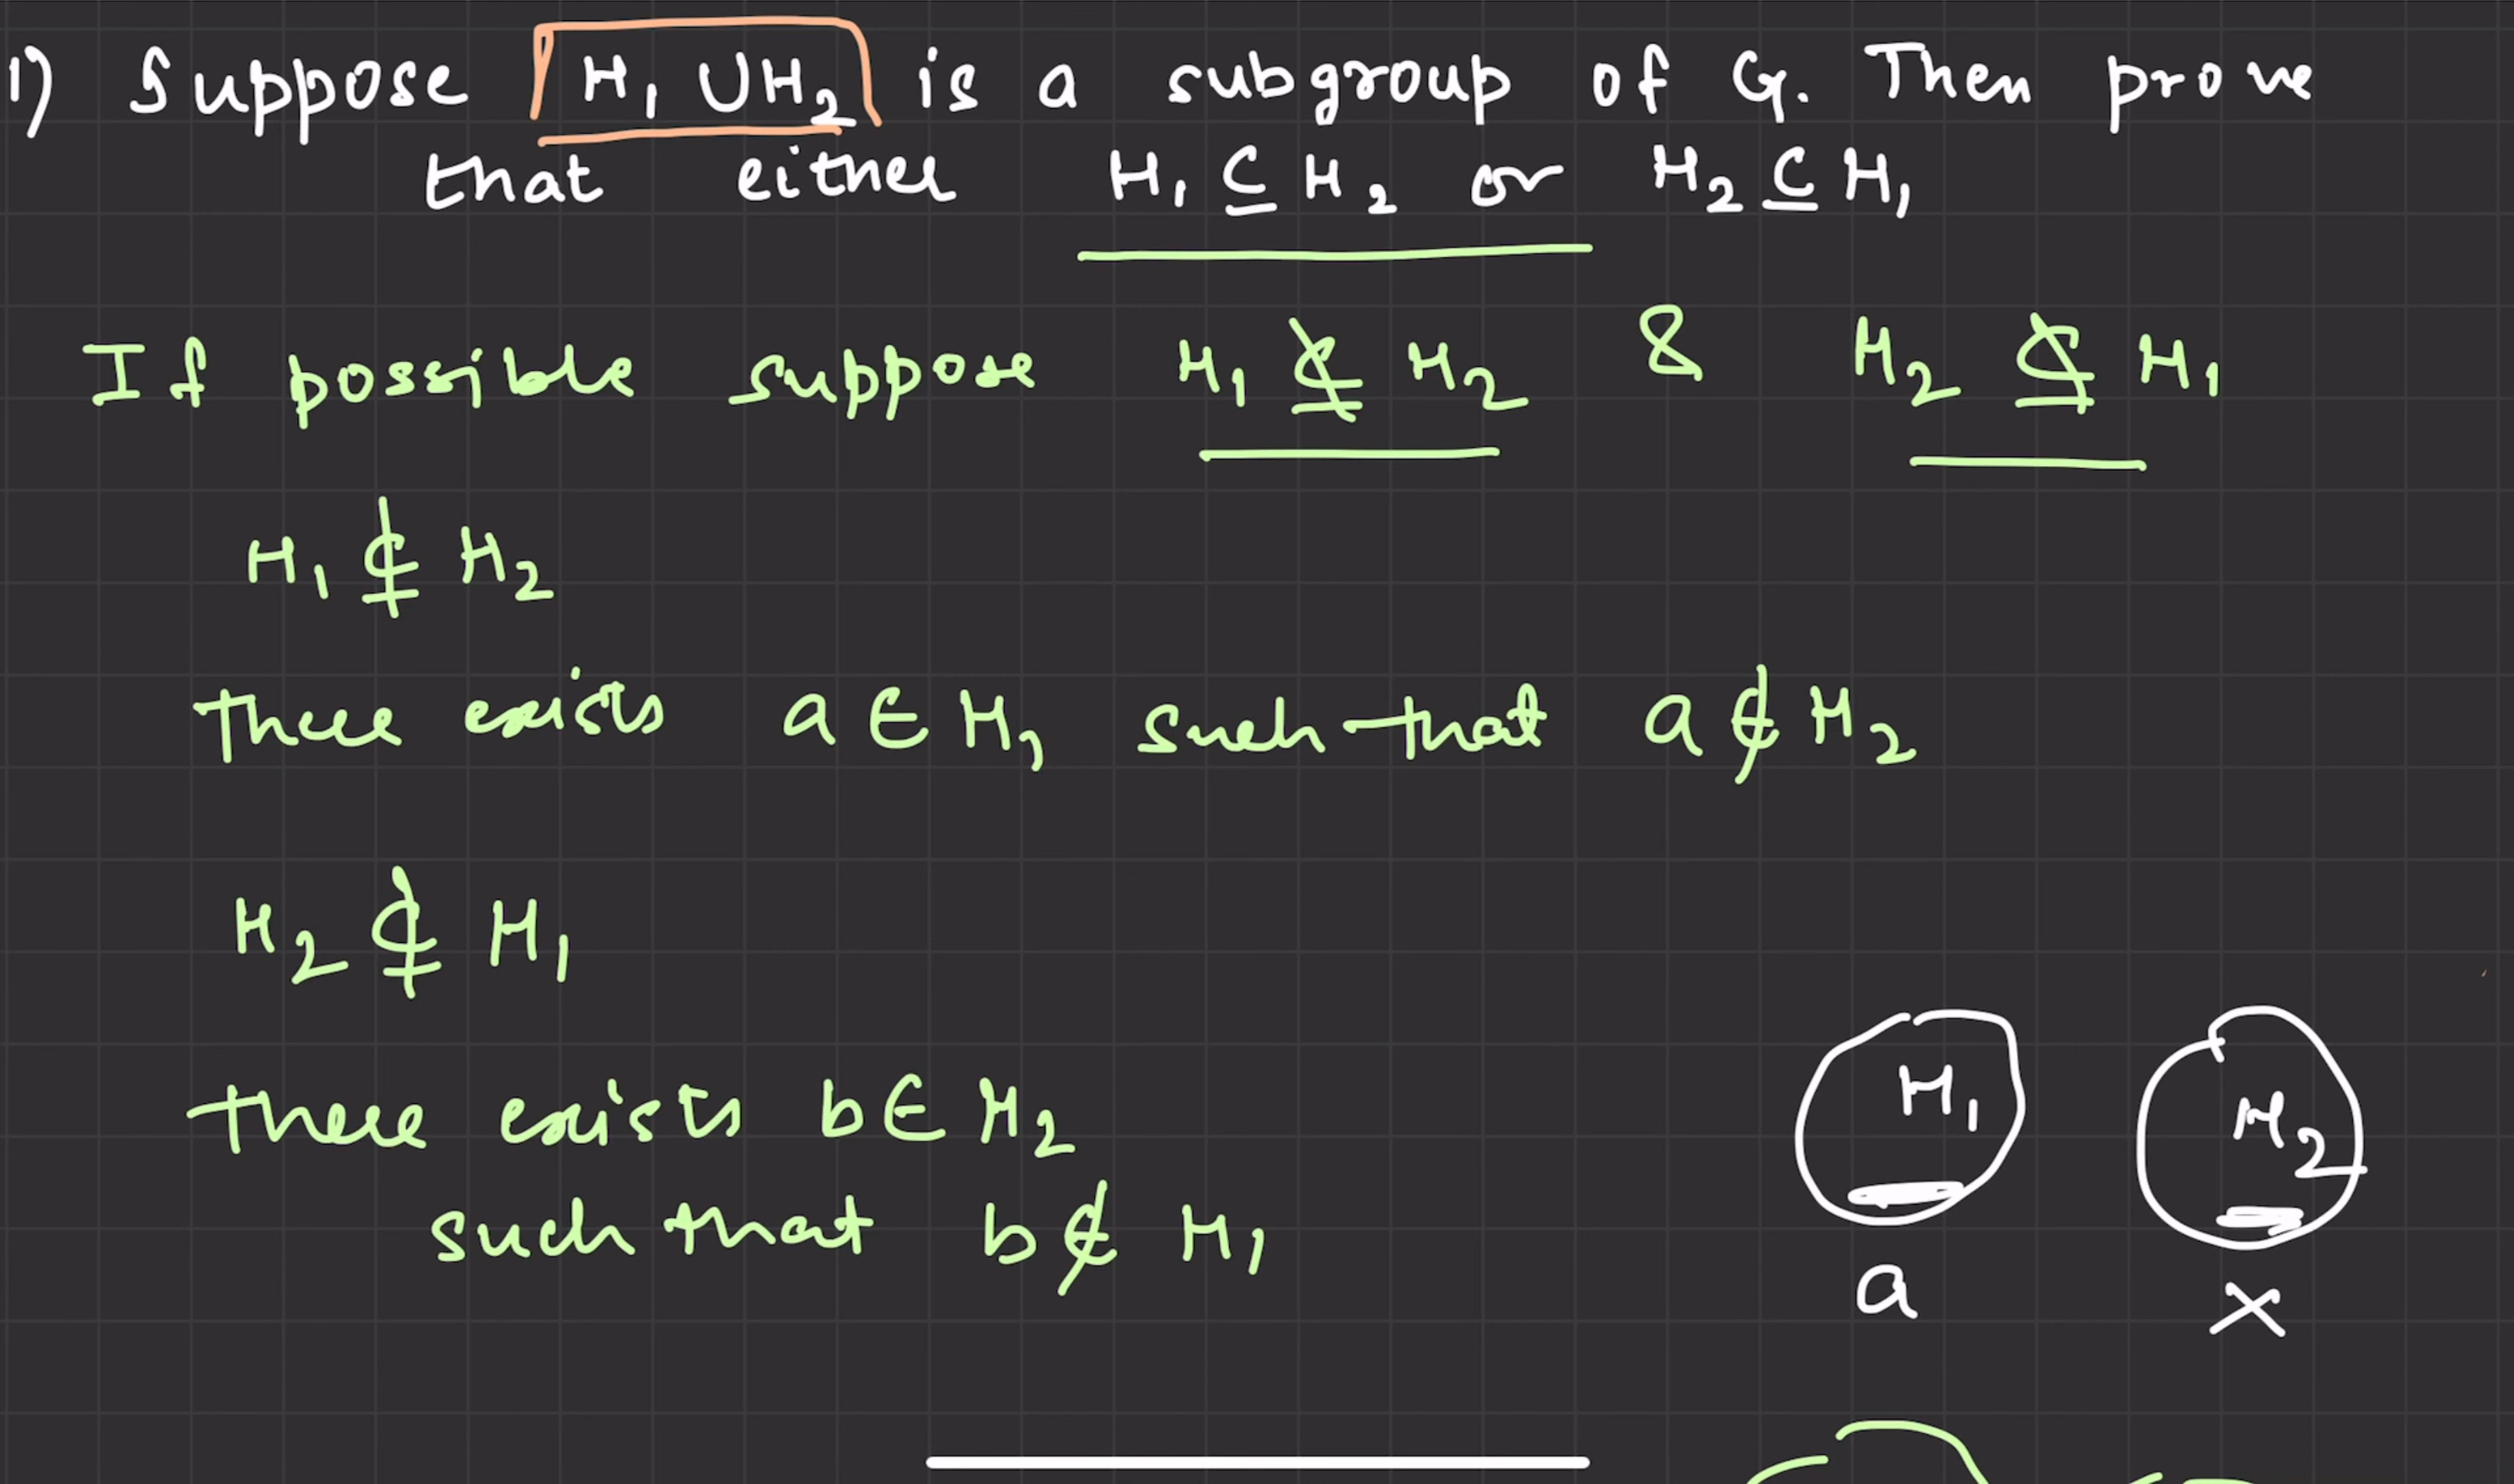 1) Suppose H₁ ∪ H₂ is a subgroup of G. Then prove
that either H₁ ⊆ H₂ or H₂ ⊆ H₁
If possible suppose H₁ ⊈ H₂ & H₂ ⊈ H₁
H₁ ⊈ H₂
there exists a ∈ H₁ such that a ∉ H₂
H₂ ⊈ H₁
there exists b ∈ H₂
such that b ∉ H₁
H₁ H₂
a ×